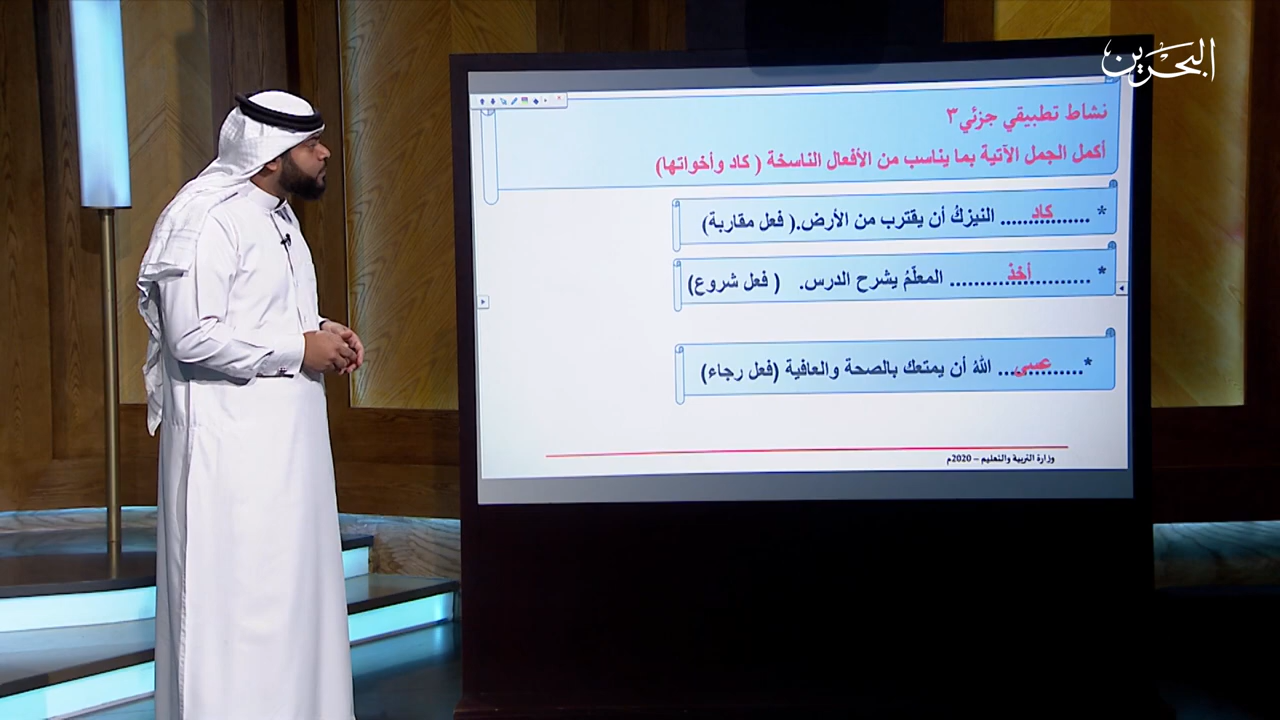 البحرين
نشاط تطبيقي جزئي٣
أكمل الجمل الآتية بما يناسب من الأفعال الناسخة ( كاد وأخواتها)
* ......كاد...... النيزكُ أن يقترب من الأرض.( فعل مقاربة)
* ......أخذَ...... المعلّمُ يشرح الدرس. ( فعل شروع)
* ......عسى...... اللهُ أن يمتعك بالصحة والعافية (فعل رجاء)
وزارة التربية والتعليم – 2020م